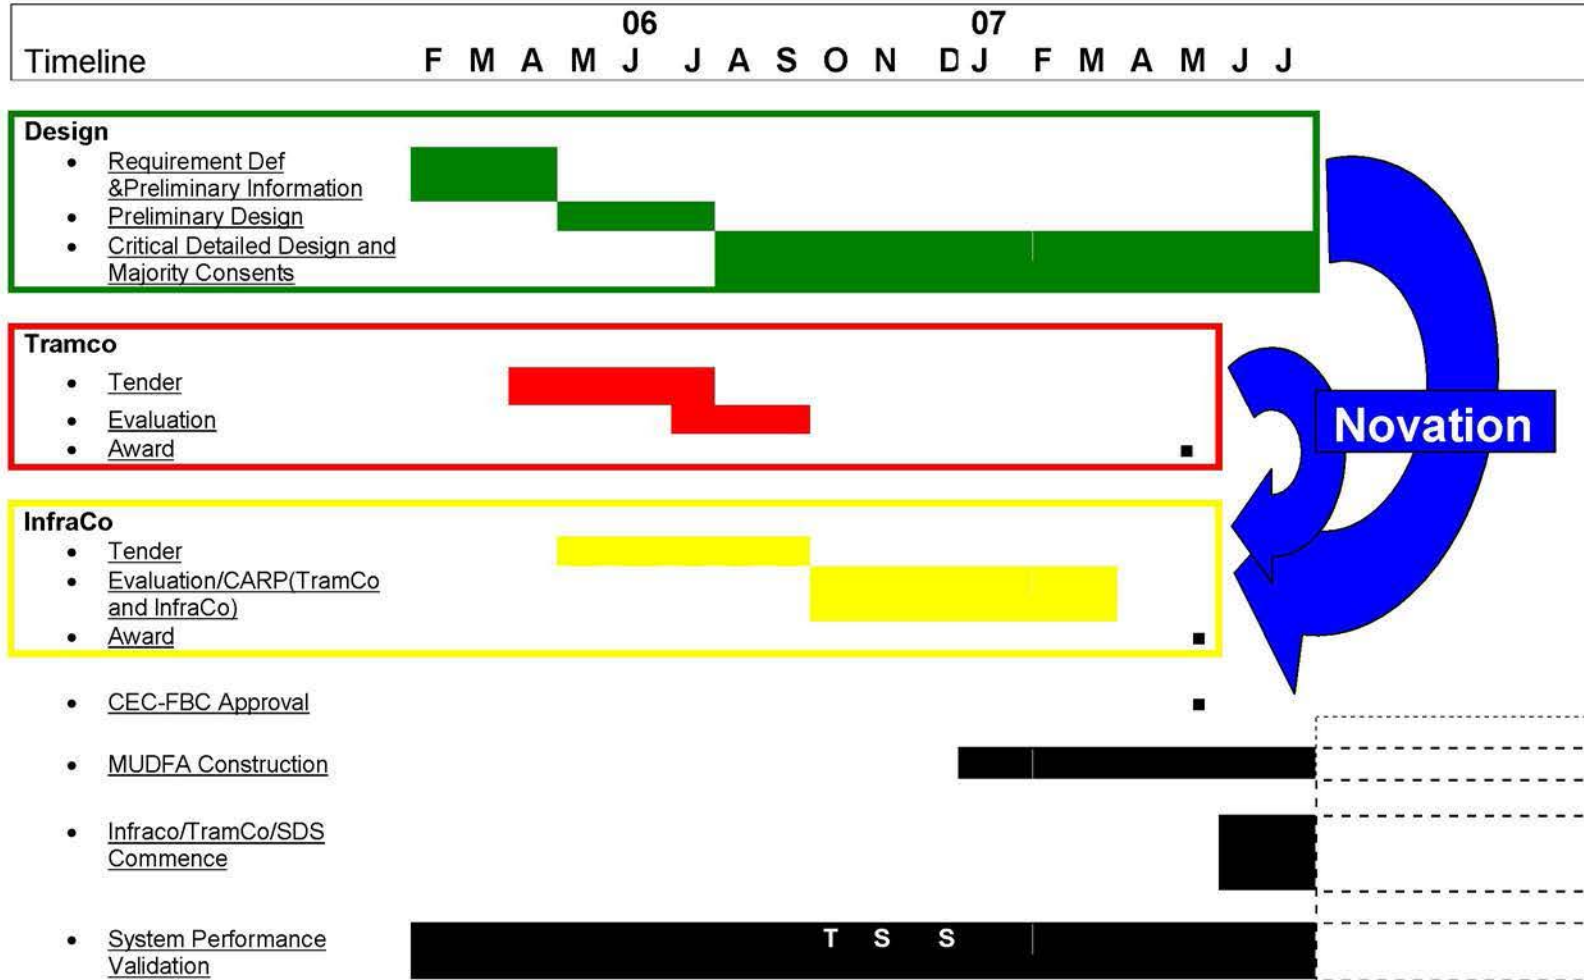 06 07
Timeline F M A M J J A S O N D J F M A M J J
Design
• Requirement Def
&Preliminary Information
• Preliminary Design
• Critical Detailed Design and
Majority Consents
Tramco
• Tender
• Evaluation
• Award
Novation
InfraCo
• Tender
• Evaluation/CARP(TramCo
and InfraCo)
• Award
• CEC-FBC Approval
• MUDFA Construction
• Infraco/TramCo/SDS
Commence
• System Performance T S S
Validation